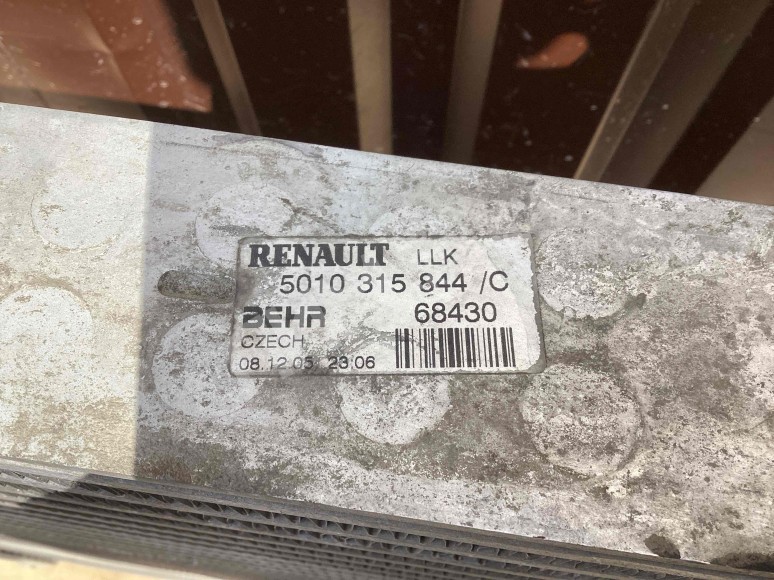 RENAULT LLK
5010 315 844 /C
BEHR 68430
CZECH
08.12.05 23:06